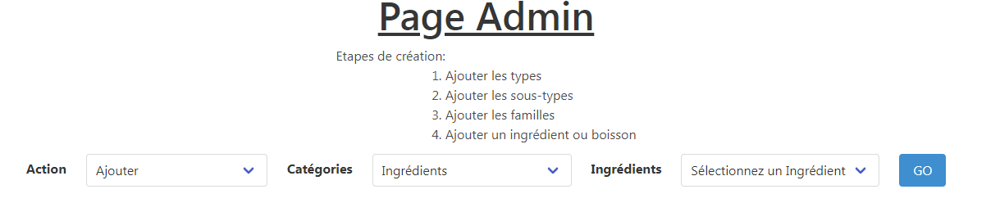 Page Admin
Etapes de création:
1. Ajouter les types
2. Ajouter les sous-types
3. Ajouter les familles
4. Ajouter un ingrédient ou boisson
Action Ajouter Catégories Ingrédients Ingrédients Sélectionnez un Ingrédient GO